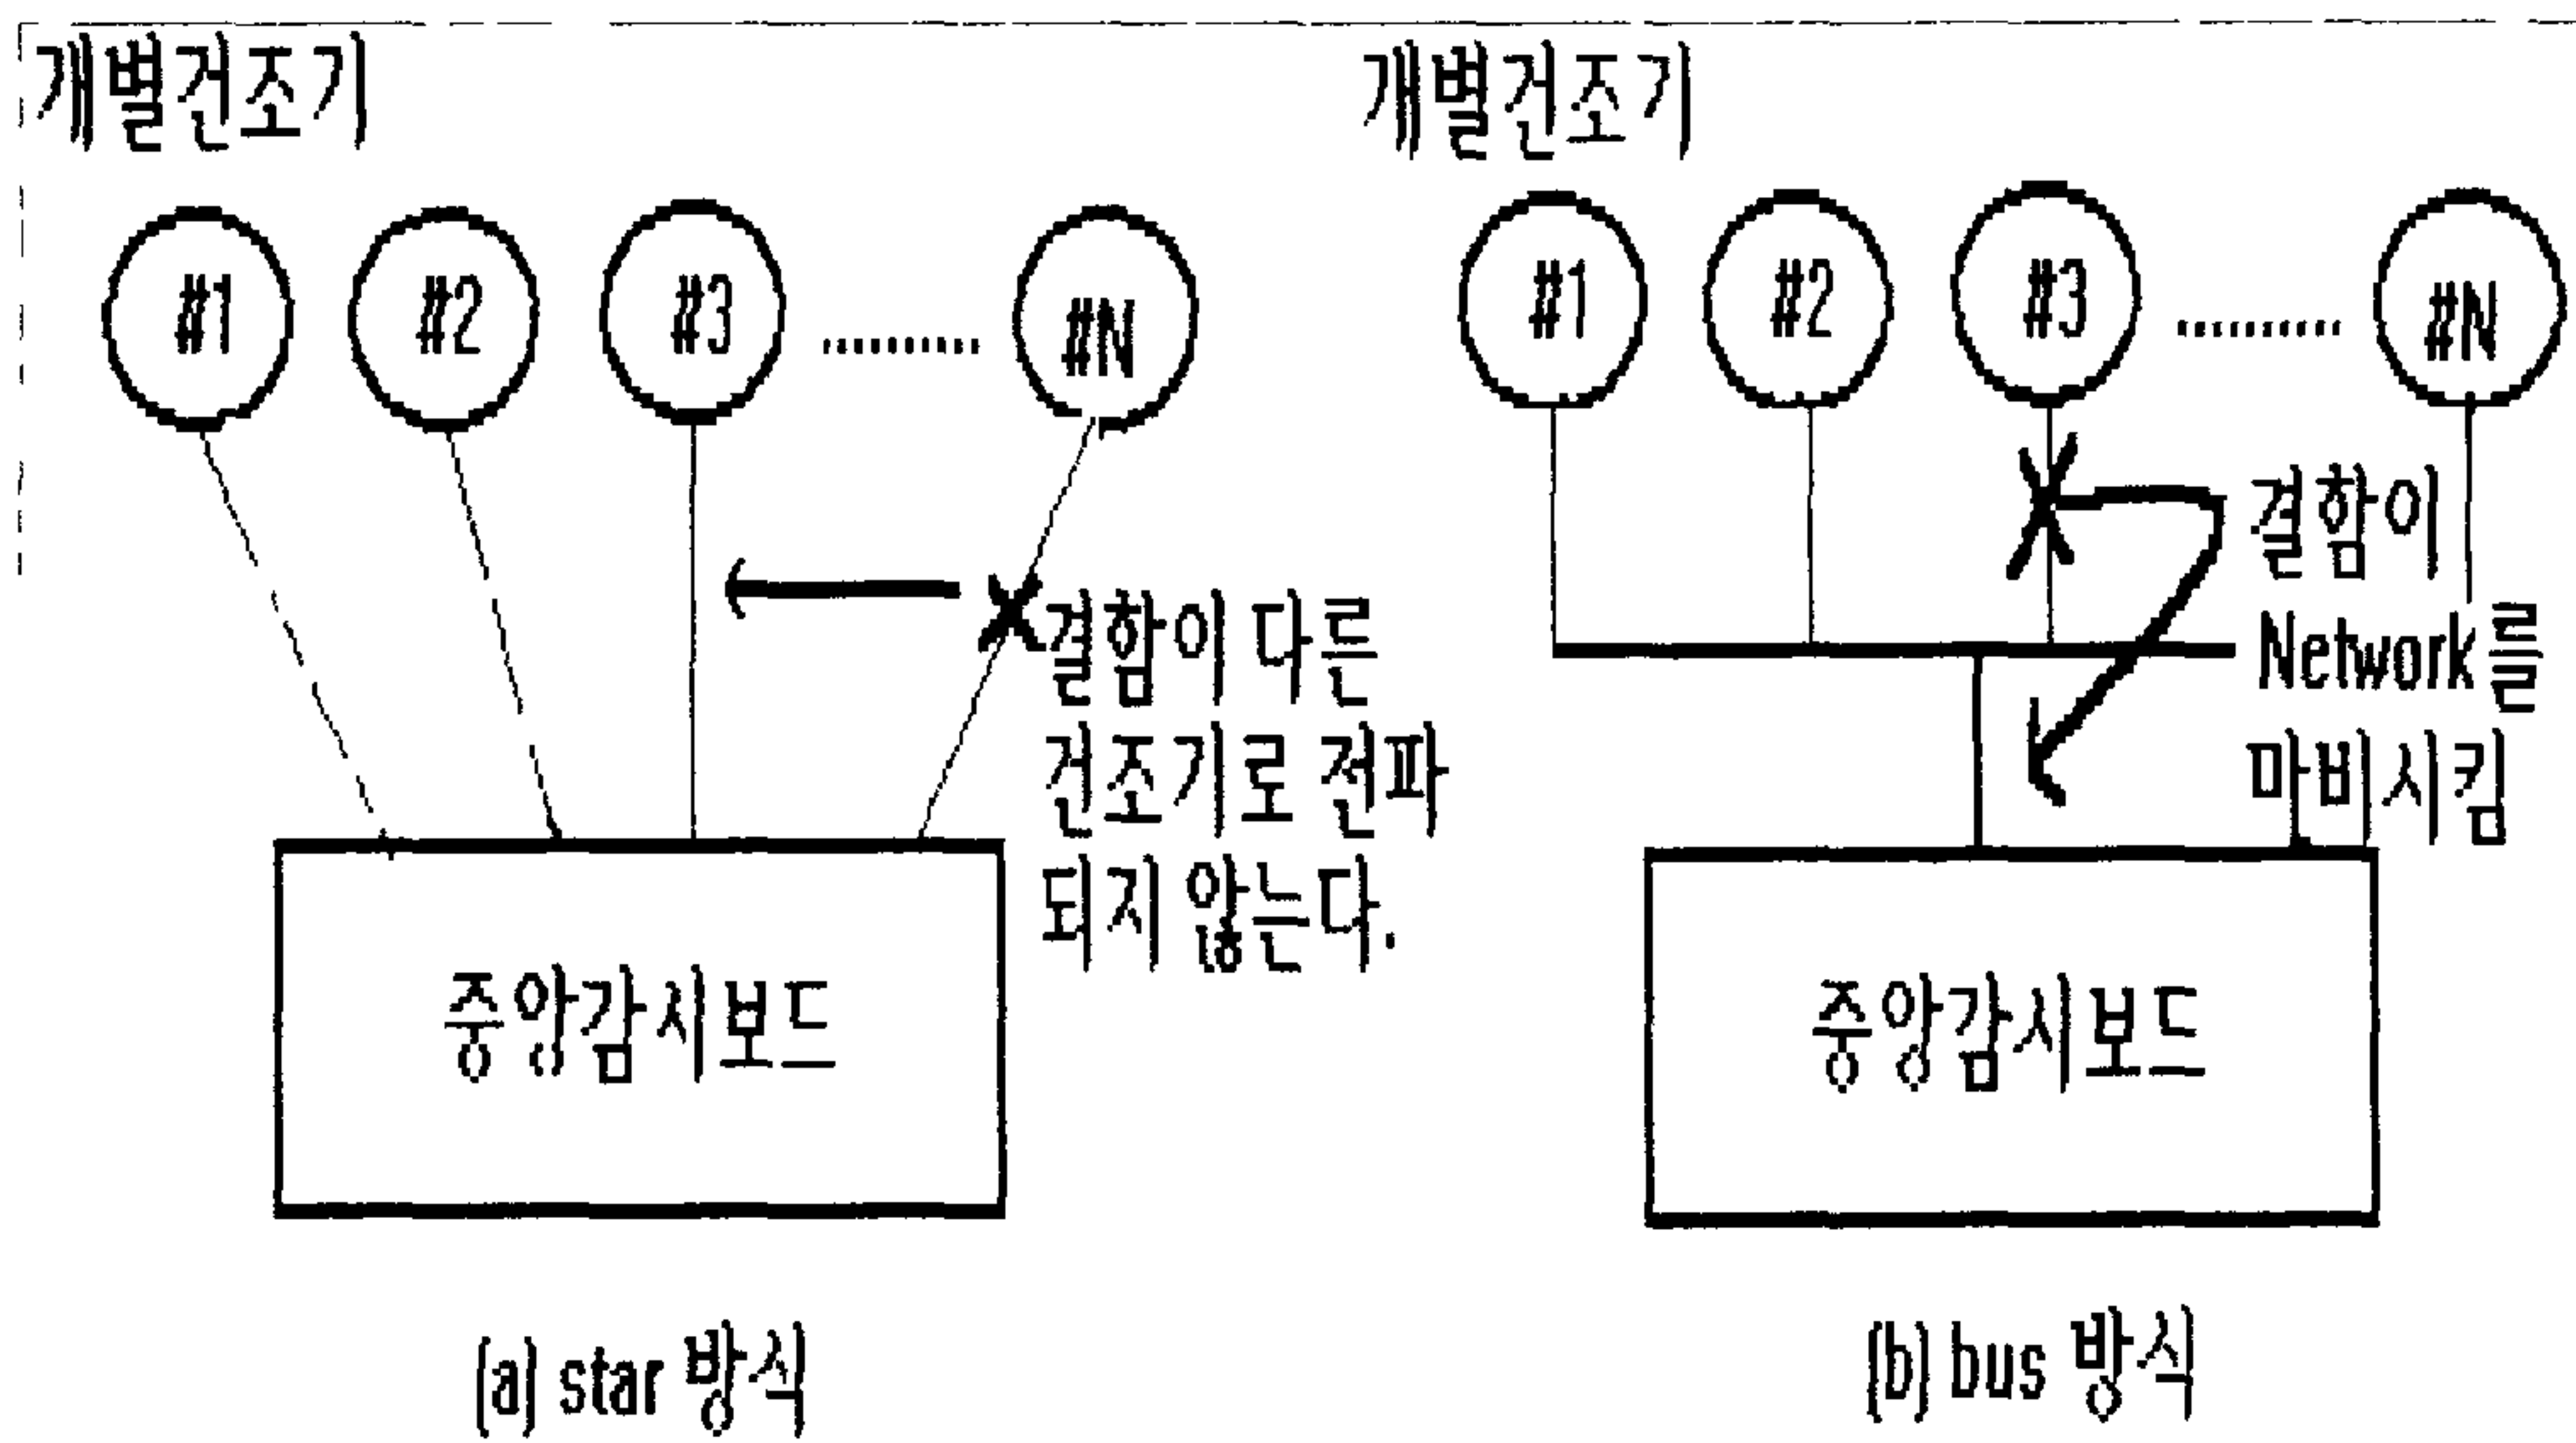 개별건조기
#1 #2 #3 .......... #N
결함이 다른
건조기로 전파
되지 않는다.
중앙감시보드
(a) star 방식
개별건조기
#1 #2 #3 .......... #N
결함이
Network를
마비시킴
중앙감시보드
(b) bus 방식